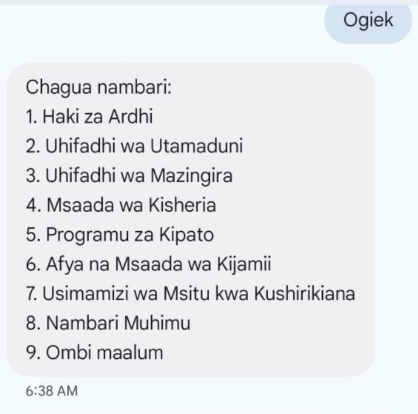 Ogiek
Chagua nambari:
1. Haki za Ardhi
2. Uhifadhi wa Utamaduni
3. Uhifadhi wa Mazingira
4. Msaada wa Kisheria
5. Programu za Kipato
6. Afya na Msaada wa Kijamii
7. Usimamizi wa Msitu kwa Kushirikiana
8. Nambari Muhimu
9. Ombi maalum
6:38 AM